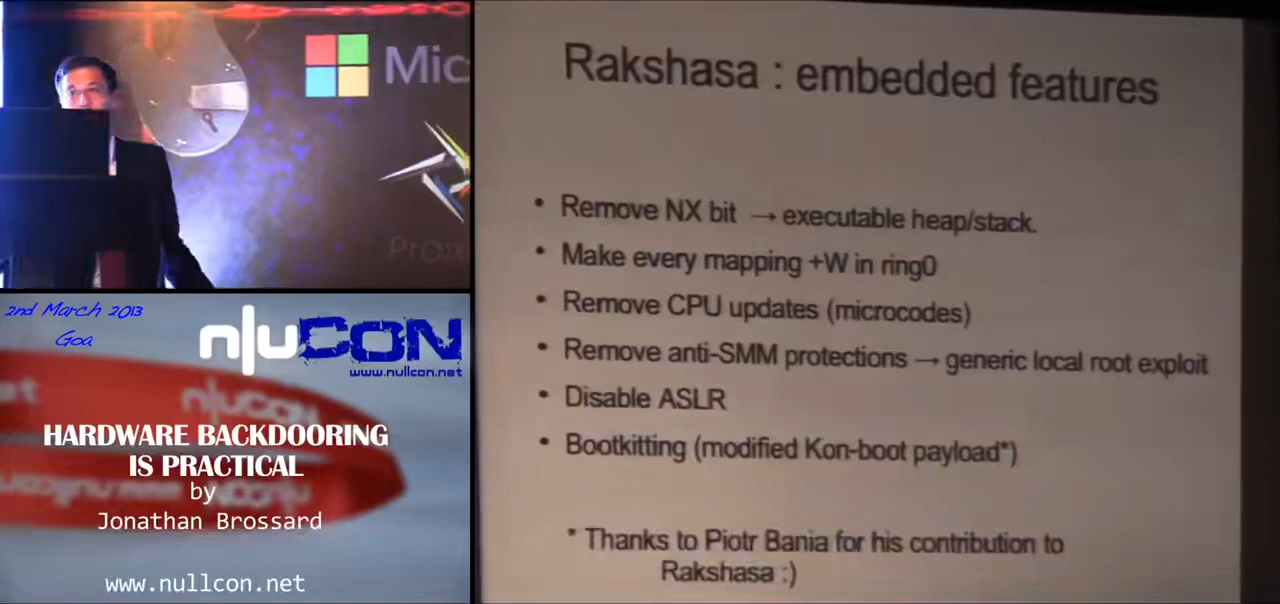 Mic
2nd March 2013
Goa
n|u CON
www.nullcon.net
HARDWARE BACKDOORING
IS PRACTICAL
by
Jonathan Brossard
www.nullcon.net
Rakshasa : embedded features
• Remove NX bit → executable heap/stack.
• Make every mapping +W in ring0
• Remove CPU updates (microcodes)
• Remove anti-SMM protections → generic local root exploit
• Disable ASLR
• Bootkitting (modified Kon-boot payload*)
* Thanks to Piotr Bania for his contribution to
Rakshasa :)